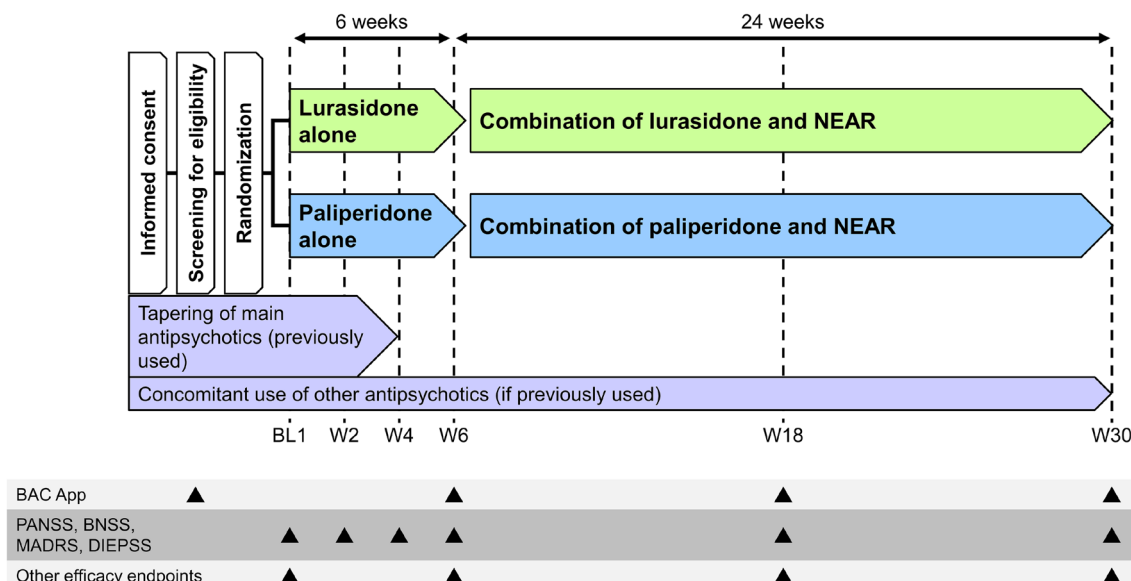 6 weeks
24 weeks
Informed consent
Screening for eligibility
Randomization
Lurasidone
alone
Combination of lurasidone and NEAR
Paliperidone
alone
Combination of paliperidone and NEAR
Tapering of main
antipsychotics (previously
used)
Concomitant use of other antipsychotics (if previously used)
BL1 W2 W4 W6 W18 W30
BAC App
PANSS, BNSS,
MADRS, DIEPSS
Other efficacy endpoints